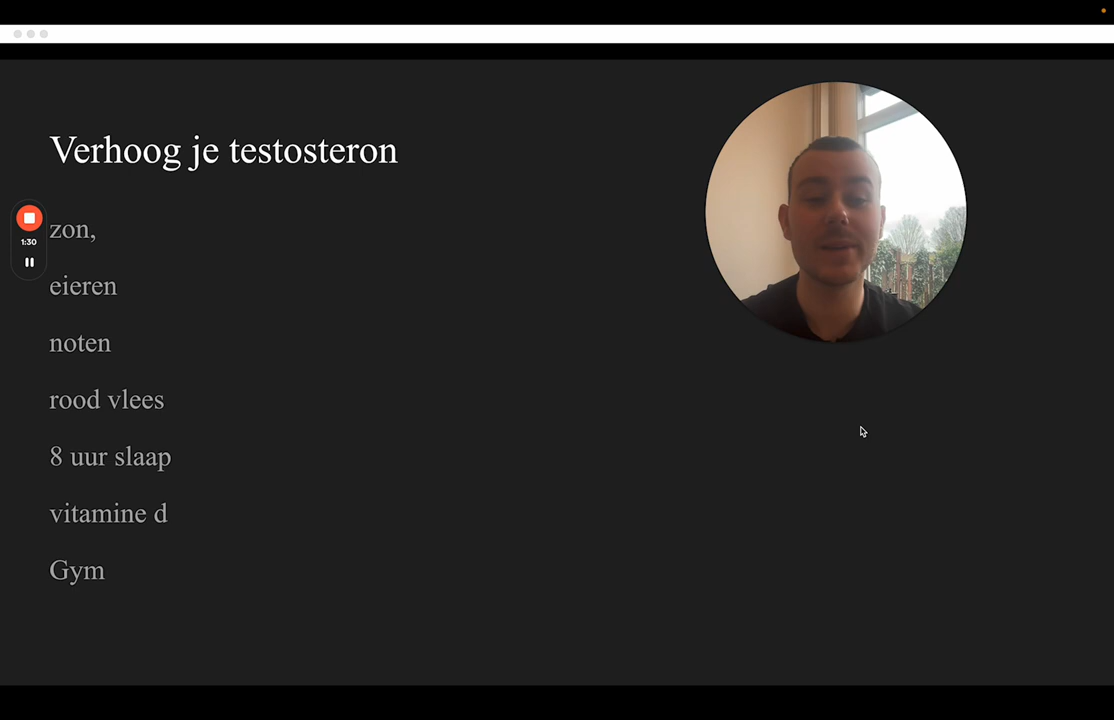 Verhoog je testosteron
1:30
zon,
eieren
noten
rood vlees
8 uur slaap
vitamine d
Gym